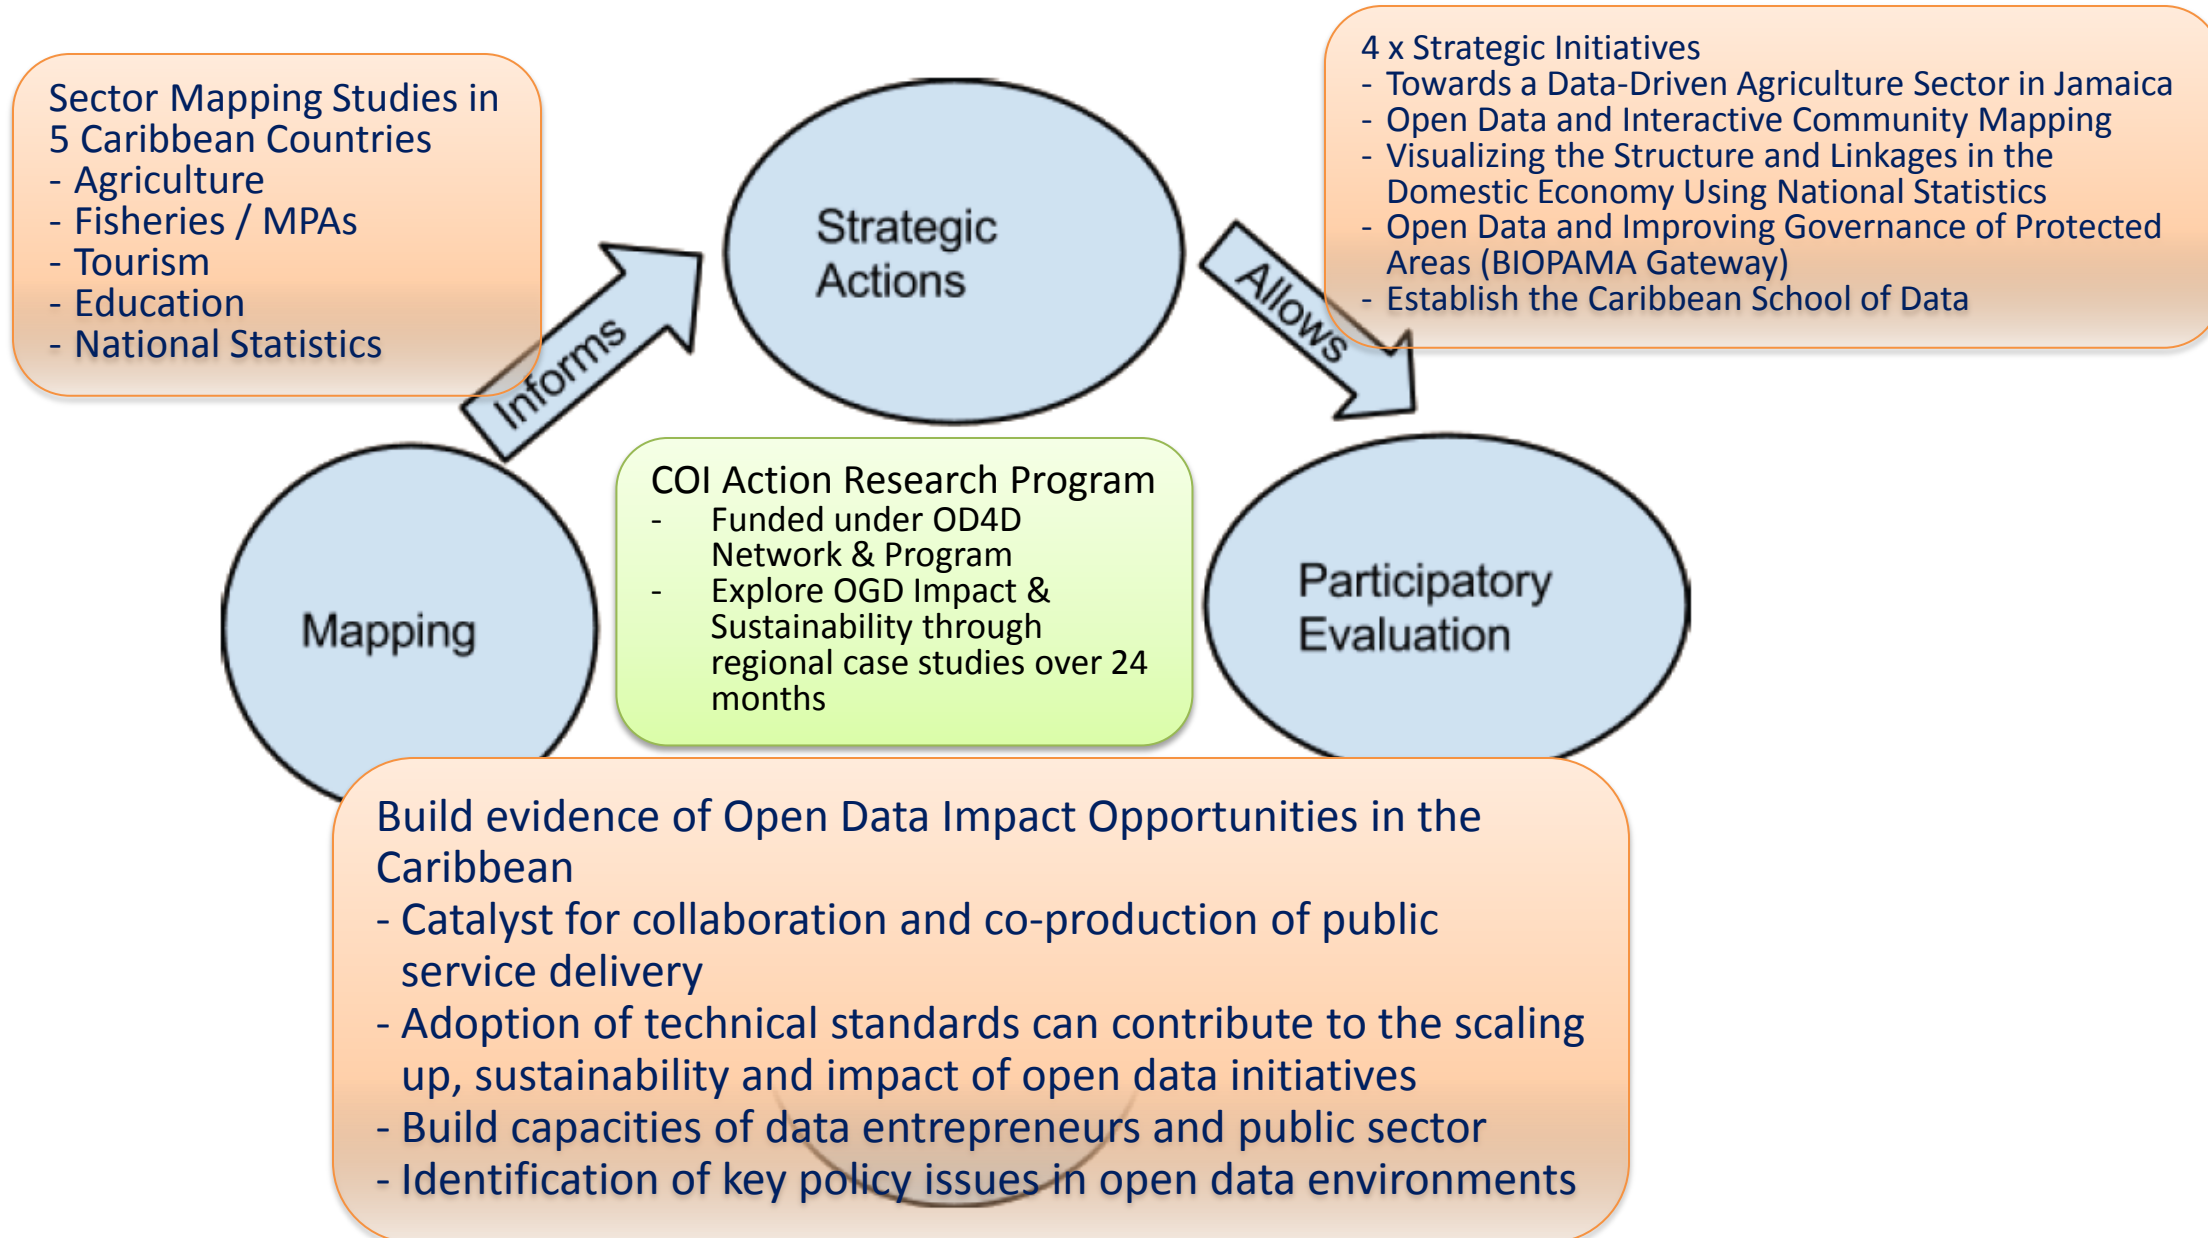 Sector Mapping Studies in
5 Caribbean Countries
- Agriculture
- Fisheries / MPAs
- Tourism
- Education
- National Statistics
Informs
Strategic
Actions
Allows
4 x Strategic Initiatives
- Towards a Data-Driven Agriculture Sector in Jamaica
- Open Data and Interactive Community Mapping
- Visualizing the Structure and Linkages in the
Domestic Economy Using National Statistics
- Open Data and Improving Governance of Protected
Areas (BIOPAMA Gateway)
- Establish the Caribbean School of Data
Mapping
COI Action Research Program
- Funded under OD4D
Network & Program
- Explore OGD Impact &
Sustainability through
regional case studies over 24
months
Participatory
Evaluation
Build evidence of Open Data Impact Opportunities in the
Caribbean
- Catalyst for collaboration and co-production of public
service delivery
- Adoption of technical standards can contribute to the scaling
up, sustainability and impact of open data initiatives
- Build capacities of data entrepreneurs and public sector
- Identification of key policy issues in open data environments